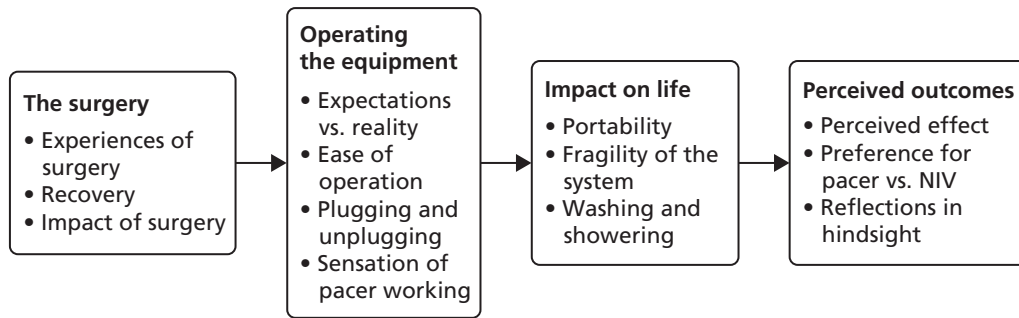 The surgery
• Experiences of
surgery
• Recovery
• Impact of surgery
Operating
the equipment
• Expectations
vs. reality
• Ease of
operation
• Plugging and
unplugging
• Sensation of
pacer working
Impact on life
• Portability
• Fragility of the
system
• Washing and
showering
Perceived outcomes
• Perceived effect
• Preference for
pacer vs. NIV
• Reflections in
hindsight